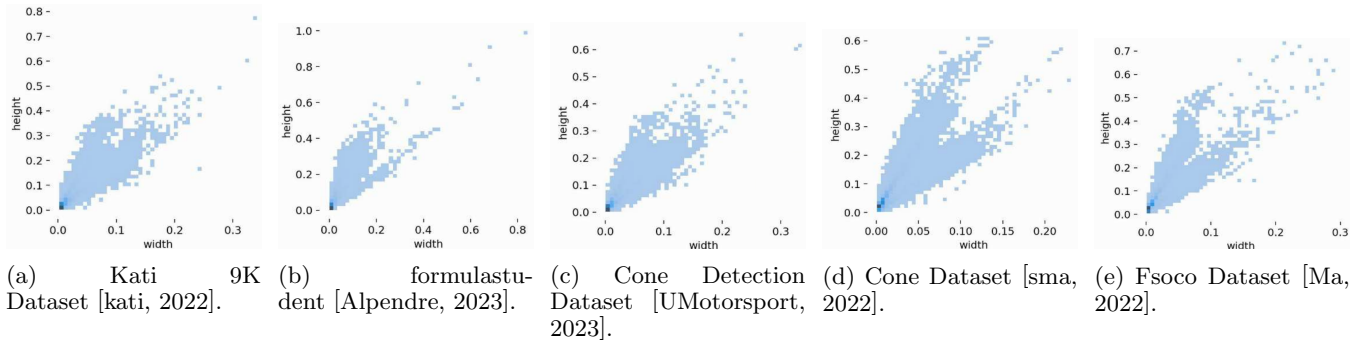 0.8
0.7
0.6
0.5
0.4
0.3
0.2
0.1
0.0
height
0.0 0.1 0.2 0.3
width
1.0
0.8
0.6
0.4
0.2
0.0
height
0.0 0.2 0.4 0.6 0.8
width
0.6
0.5
0.4
0.3
0.2
0.1
0.0
height
0.0 0.1 0.2 0.3
width
0.6
0.5
0.4
0.3
0.2
0.1
0.0
height
0.00 0.05 0.10 0.15 0.20
width
0.7
0.6
0.5
0.4
0.3
0.2
0.1
0.0
height
0.0 0.1 0.2 0.3
width
(a) Kati 9K
Dataset [kati, 2022].
(b) formulastu-
dent [Alpendre, 2023].
(c) Cone Detection
Dataset [UMotorsport,
2023].
(d) Cone Dataset [sma,
2022].
(e) Fsoco Dataset [Ma,
2022].